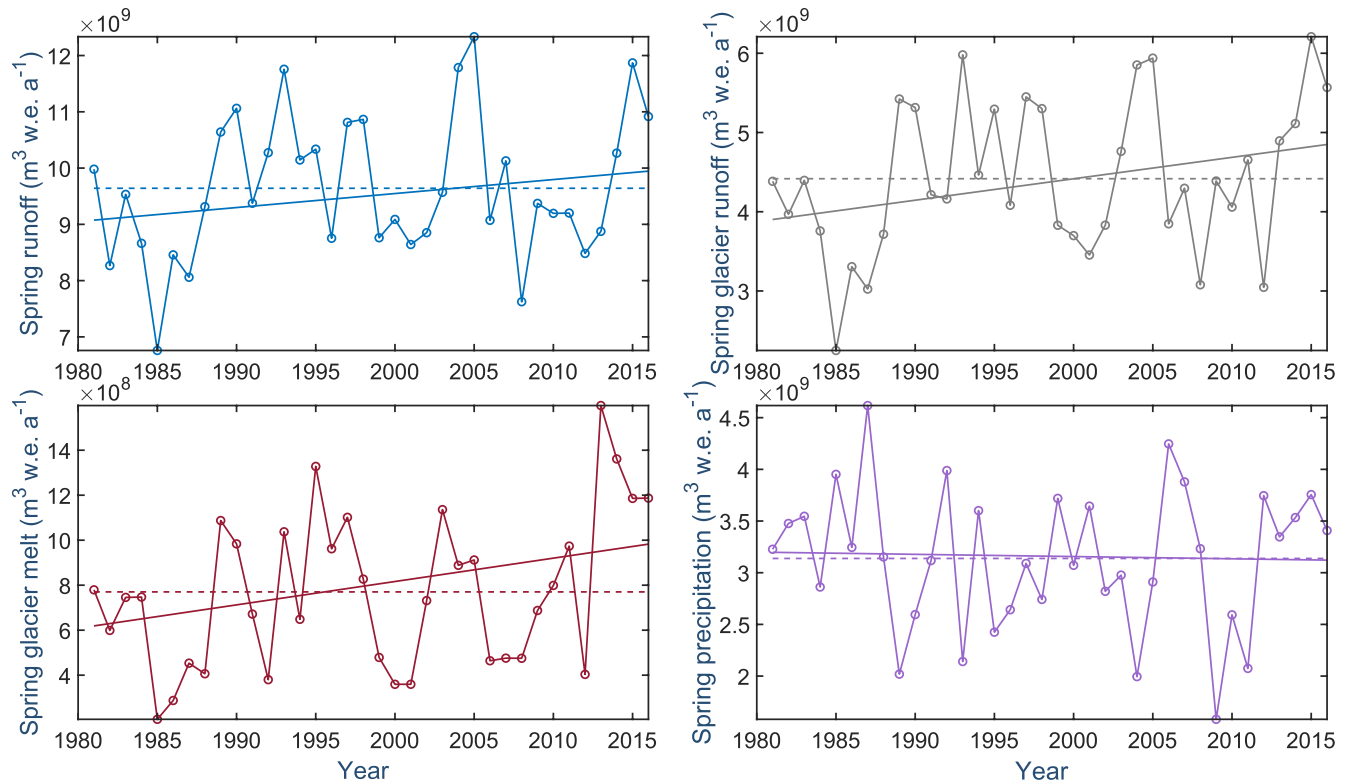 ×10⁹
Spring runoff (m³ w.e. a⁻¹)
12
11
10
9
8
7
1980 1985 1990 1995 2000 2005 2010 2015
×10⁹
Spring glacier runoff (m³ w.e. a⁻¹)
6
5
4
3
1980 1985 1990 1995 2000 2005 2010 2015
×10⁸
Spring glacier melt (m³ w.e. a⁻¹)
14
12
10
8
6
4
1980 1985 1990 1995 2000 2005 2010 2015
Year
×10⁹
Spring precipitation (m³ w.e. a⁻¹)
4.5
4
3.5
3
2.5
2
1980 1985 1990 1995 2000 2005 2010 2015
Year